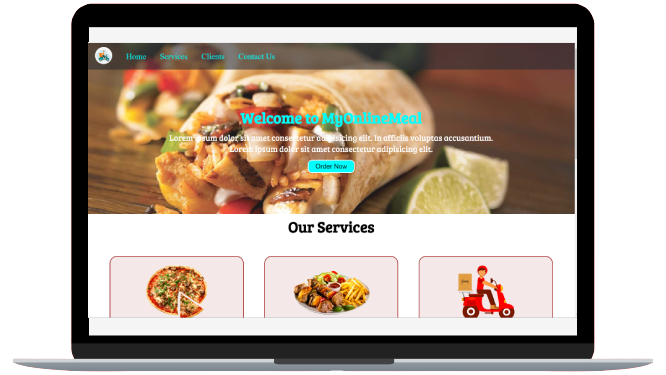 Home Services Clients Contact Us
Welcome to MyOnlineMeal
Lorem ipsum dolor sit amet consectetur adipisicing elit. In officiis voluptas accusantium.
Lorem ipsum dolor sit amet consectetur adipisicing elit.
Order Now
Our Services